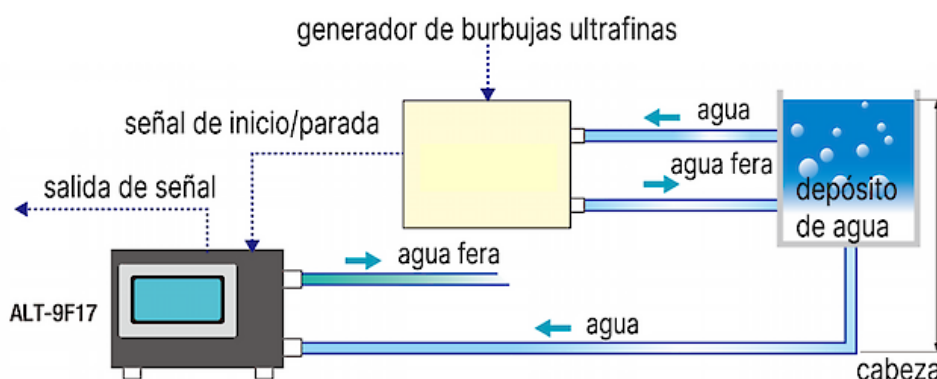 generador de burbujas ultrafinas
señal de inicio/parada
agua
agua fera
salida de señal
depósito
de agua
agua fera
ALT-9F17
agua
cabeza